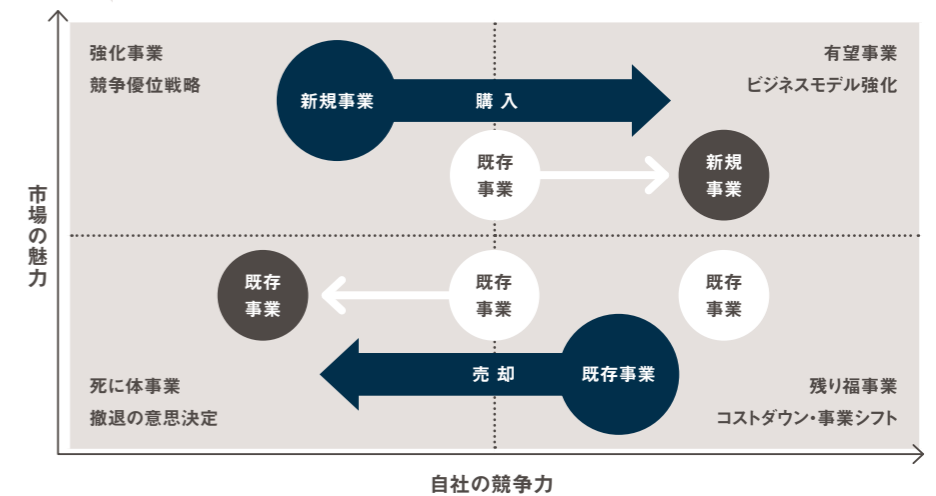 強化事業
競争優位戦略
有望事業
ビジネスモデル強化
新規事業
購入
既存
事業
新規
事業
市場の魅力
既存
事業
既存
事業
既存
事業
売却
既存事業
死に体事業
撤退の意思決定
残り福事業
コストダウン・事業シフト
自社の競争力